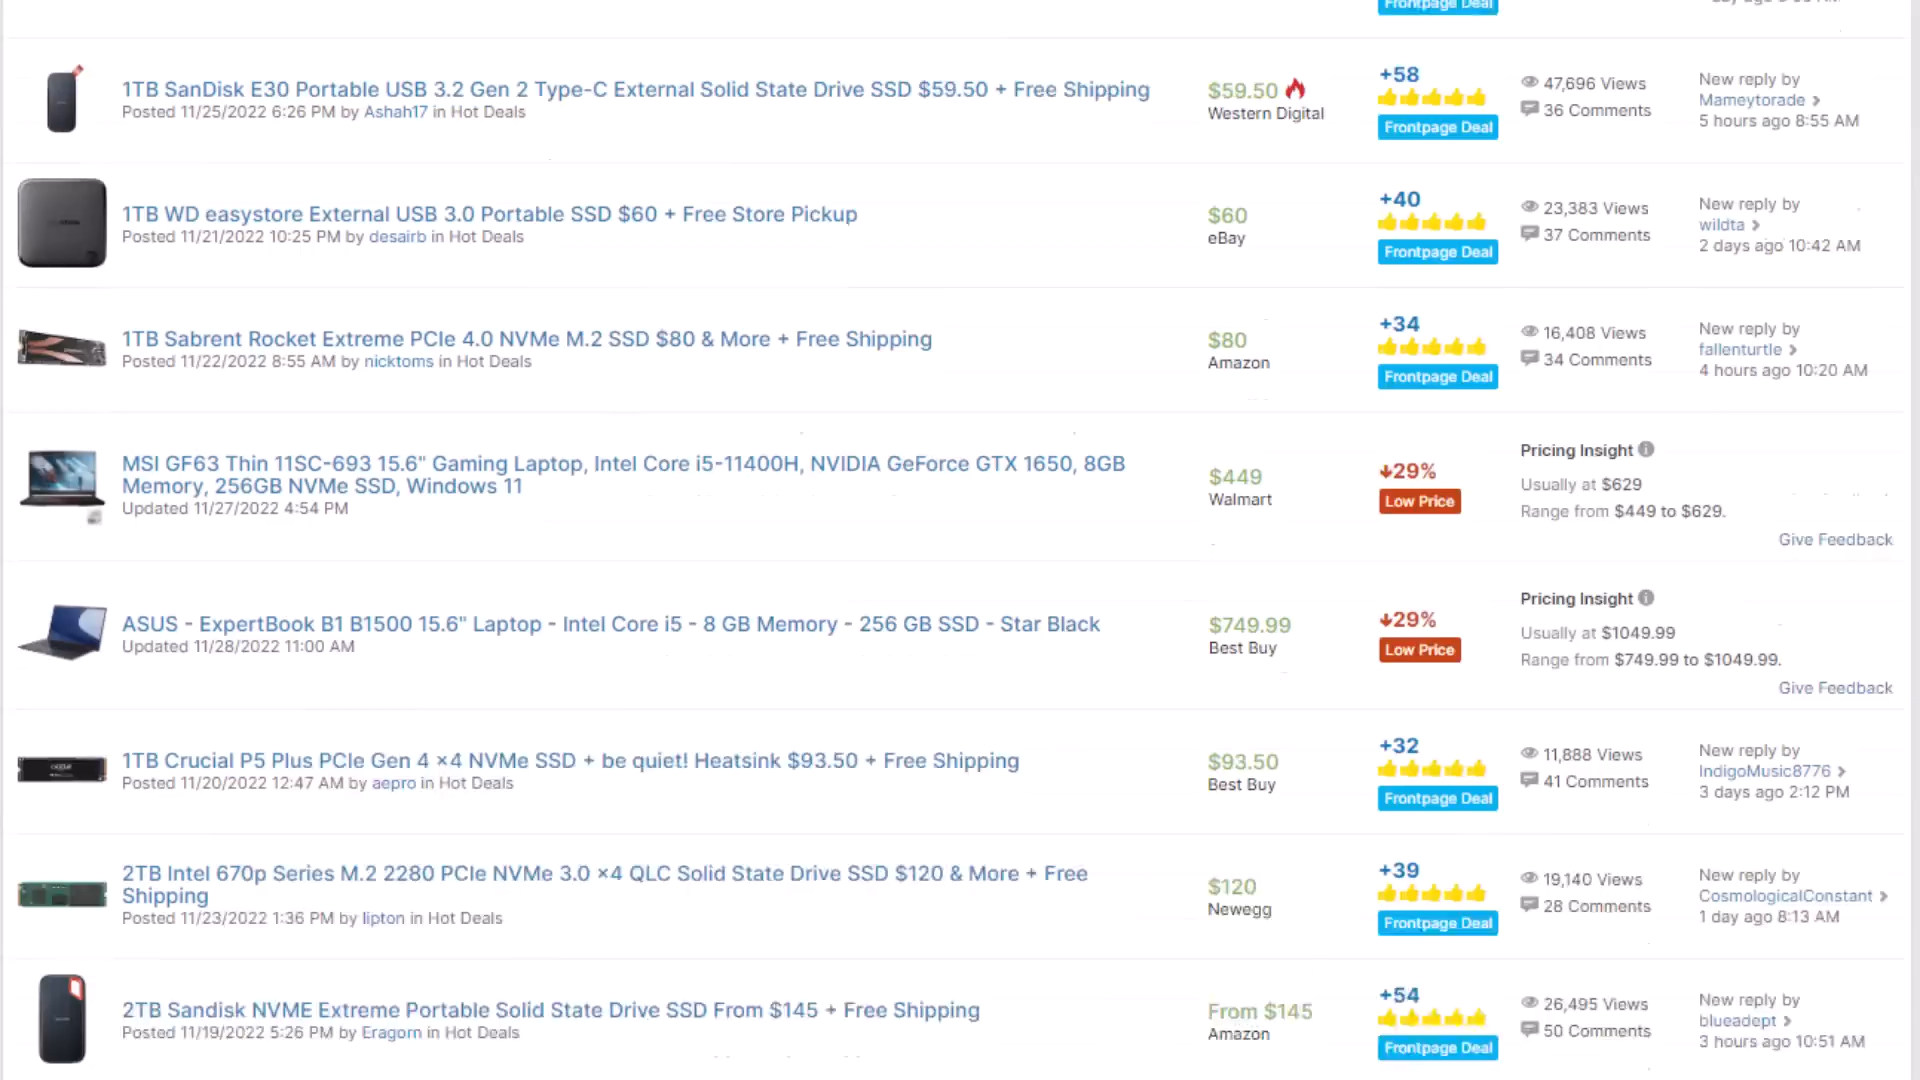 Frontpage Deal
1TB SanDisk E30 Portable USB 3.2 Gen 2 Type-C External Solid State Drive SSD $59.50 + Free Shipping
Posted 11/25/2022 6:26 PM by Ashah17 in Hot Deals
$59.50
Western Digital
+58
Frontpage Deal
47,696 Views
36 Comments
New reply by
Mameytorade >
5 hours ago 8:55 AM
1TB WD easystore External USB 3.0 Portable SSD $60 + Free Store Pickup
Posted 11/21/2022 10:25 PM by desairb in Hot Deals
$60
eBay
+40
Frontpage Deal
23,383 Views
37 Comments
New reply by
wildta >
2 days ago 10:42 AM
1TB Sabrent Rocket Extreme PCIe 4.0 NVMe M.2 SSD $80 & More + Free Shipping
Posted 11/22/2022 8:55 AM by nicktoms in Hot Deals
$80
Amazon
+34
Frontpage Deal
16,408 Views
34 Comments
New reply by
fallenturtle >
4 hours ago 10:20 AM
MSI GF63 Thin 11SC-693 15.6" Gaming Laptop, Intel Core i5-11400H, NVIDIA GeForce GTX 1650, 8GB
Memory, 256GB NVMe SSD, Windows 11
Updated 11/27/2022 4:54 PM
$449
Walmart
29%
Low Price
Pricing Insight
Usually at $629
Range from $449 to $629.
Give Feedback
ASUS - ExpertBook B1 B1500 15.6" Laptop - Intel Core i5 - 8 GB Memory - 256 GB SSD - Star Black
Updated 11/28/2022 11:00 AM
$749.99
Best Buy
29%
Low Price
Pricing Insight
Usually at $1049.99
Range from $749.99 to $1049.99.
Give Feedback
1TB Crucial P5 Plus PCIe Gen 4 ×4 NVMe SSD + be quiet! Heatsink $93.50 + Free Shipping
Posted 11/20/2022 12:47 AM by aepro in Hot Deals
$93.50
Best Buy
+32
Frontpage Deal
11,888 Views
41 Comments
New reply by
IndigoMusic8776 >
3 days ago 2:12 PM
2TB Intel 670p Series M.2 2280 PCIe NVMe 3.0 ×4 QLC Solid State Drive SSD $120 & More + Free
Shipping
Posted 11/23/2022 1:36 PM by lipton in Hot Deals
$120
Newegg
+39
Frontpage Deal
19,140 Views
28 Comments
New reply by
CosmologicalConstant >
1 day ago 8:13 AM
2TB Sandisk NVME Extreme Portable Solid State Drive SSD From $145 + Free Shipping
Posted 11/19/2022 5:26 PM by Eragorn in Hot Deals
From $145
Amazon
+54
Frontpage Deal
26,495 Views
50 Comments
New reply by
blueadept >
3 hours ago 10:51 AM